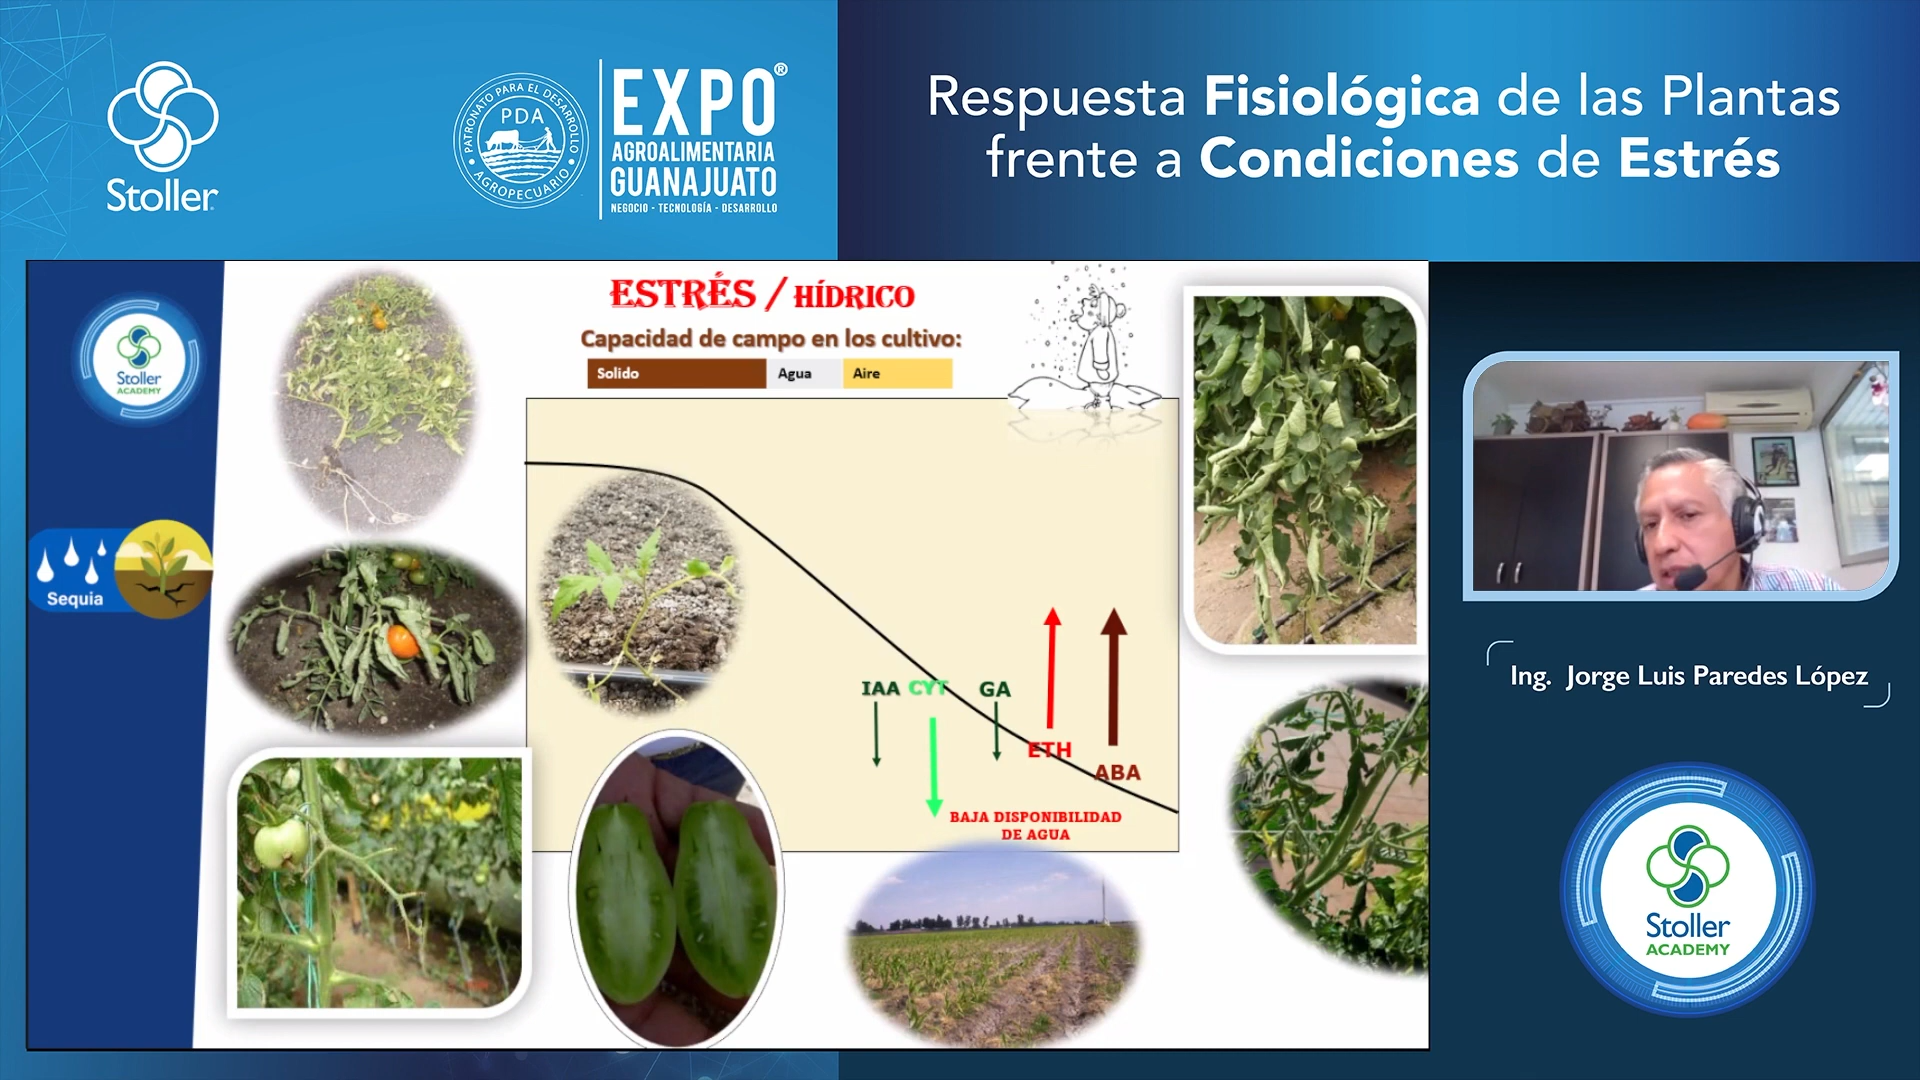 Stoller
PATRONATO PARA EL DESARROLLO
PDA
AGROPECUARIO
EXPO®
AGROALIMENTARIA
GUANAJUATO
NEGOCIO - TECNOLOGÍA - DESARROLLO
Respuesta Fisiológica de las Plantas
frente a Condiciones de Estrés
Stoller
ACADEMY
Sequia
ESTRÉS / HÍDRICO
Capacidad de campo en los cultivo:
Solido Agua Aire
IAA CYT GA
ETH
ABA
BAJA DISPONIBILIDAD
DE AGUA
Ing. Jorge Luis Paredes López
Stoller
ACADEMY